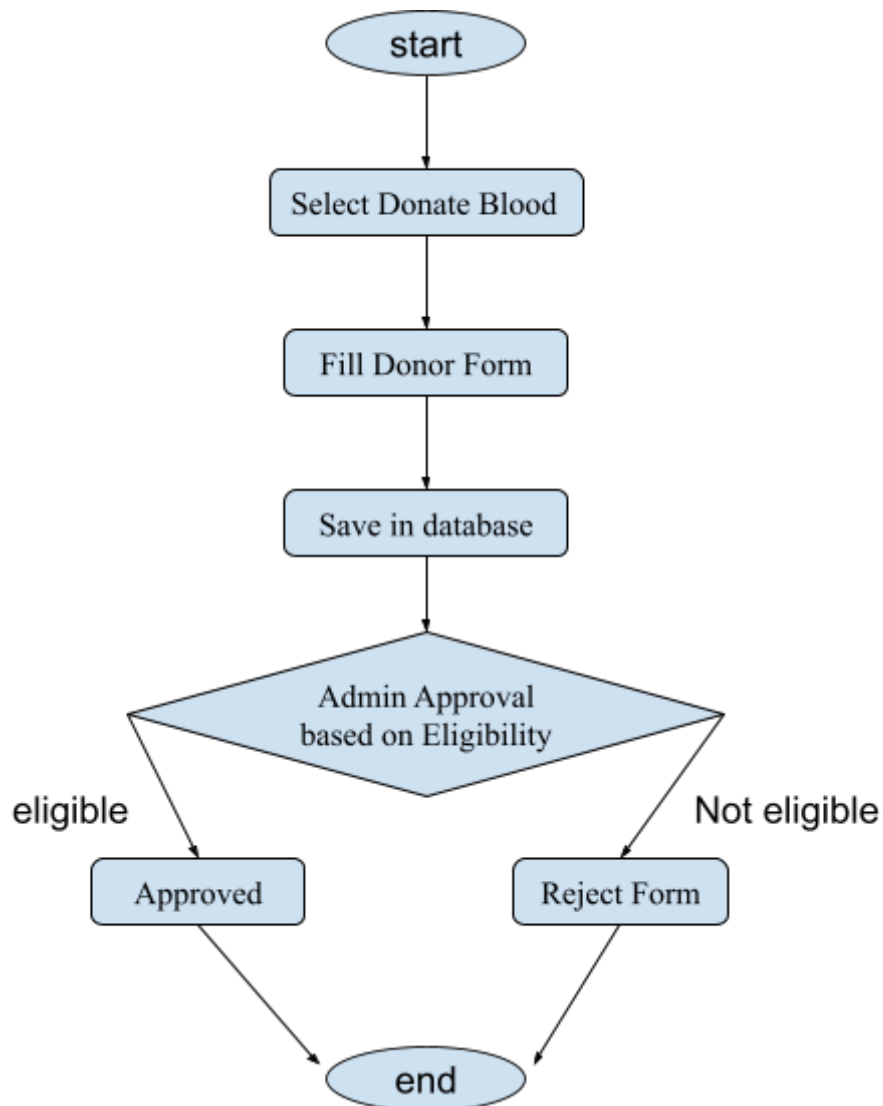 start
Select Donate Blood
Fill Donor Form
Save in database
Admin Approval
based on Eligibility
eligible
Not eligible
Approved
Reject Form
end